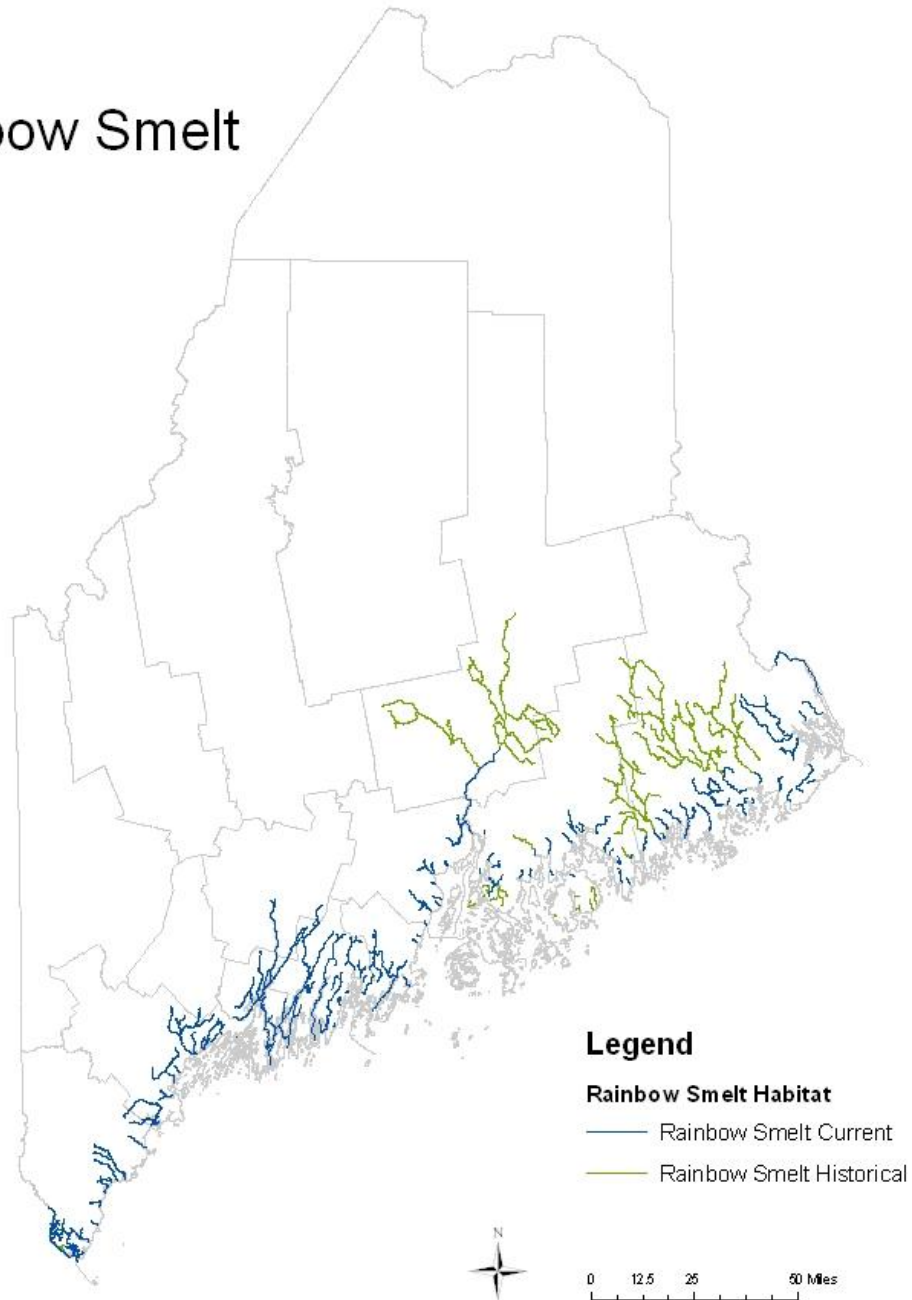 bow Smelt
Legend
Rainbow Smelt Habitat
Rainbow Smelt Current
Rainbow Smelt Historical
N
0 12.5 25 50 Miles